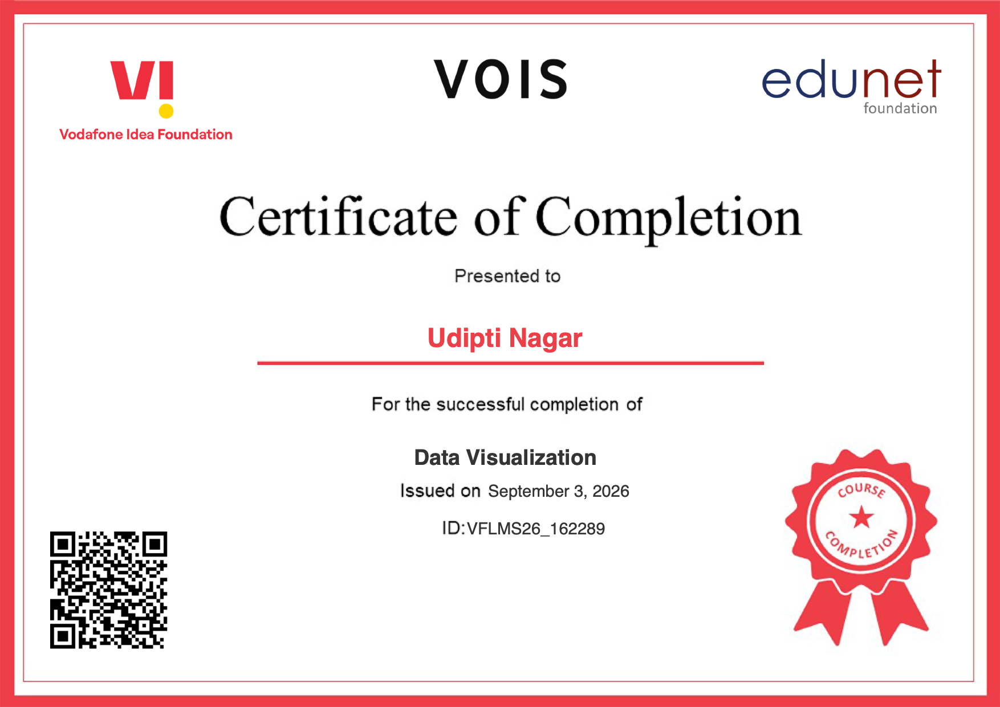 VI
Vodafone Idea Foundation
VOIS
edunet
foundation
Certificate of Completion
Presented to
Udipti Nagar
For the successful completion of
Data Visualization
Issued on September 3, 2026
ID:VFLMS26_162289
COURSE
COMPLETION